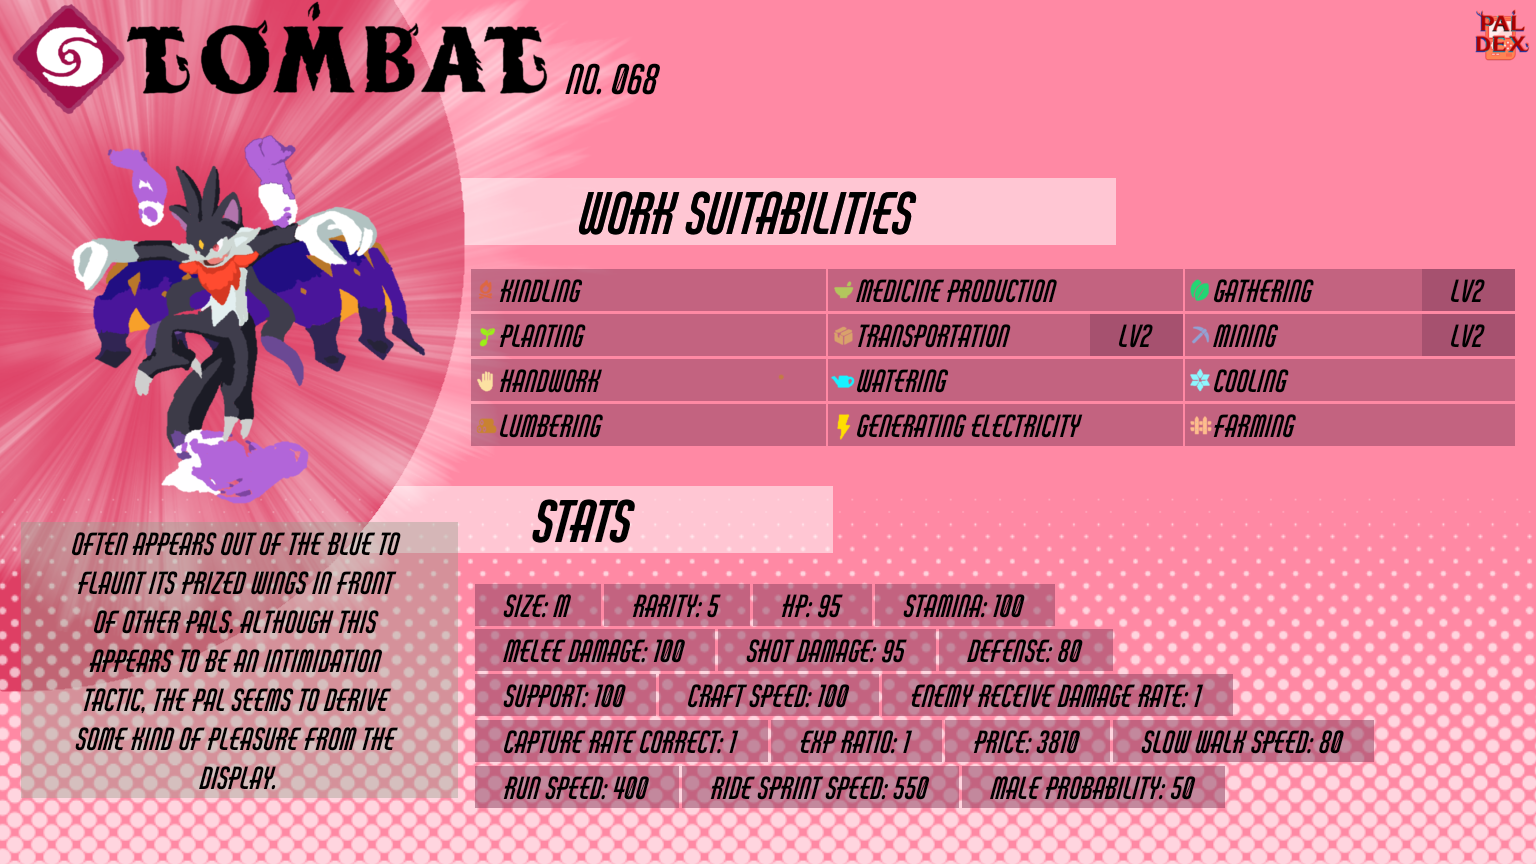 TOMBAT
NO. 068
PAL
DEX
WORK SUITABILITIES
KINDLING
MEDICINE PRODUCTION
GATHERING LV2
PLANTING
TRANSPORTATION LV2
MINING LV2
HANDWORK
WATERING
COOLING
LUMBERING
GENERATING ELECTRICITY
FARMING
OFTEN APPEARS OUT OF THE BLUE TO
FLAUNT ITS PRIZED WINGS IN FRONT
OF OTHER PALS. ALTHOUGH THIS
APPEARS TO BE AN INTIMIDATION
TACTIC, THE PAL SEEMS TO DERIVE
SOME KIND OF PLEASURE FROM THE
DISPLAY.
STATS
SIZE: M
RARITY: 5
HP: 95
STAMINA: 100
MELEE DAMAGE: 100
SHOT DAMAGE: 95
DEFENSE: 80
SUPPORT: 100
CRAFT SPEED: 100
ENEMY RECEIVE DAMAGE RATE: 1
CAPTURE RATE CORRECT: 1
EXP RATIO: 1
PRICE: 3810
SLOW WALK SPEED: 80
RUN SPEED: 400
RIDE SPRINT SPEED: 550
MALE PROBABILITY: 50